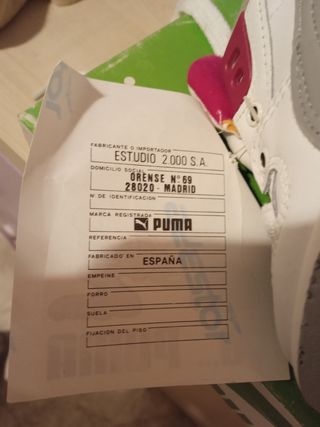 FABRICANTE O IMPORTADOR
ESTUDIO 2.000 S.A.
DOMICILIO SOCIAL
ORENSE Nº 69
28020 - MADRID
Nº DE IDENTIFICACION
MARCA REGISTRADA
PUMA
REFERENCIA
FABRICADO EN
ESPAÑA
EMPEINE
FORRO
SUELA
FIJACION DEL PISO